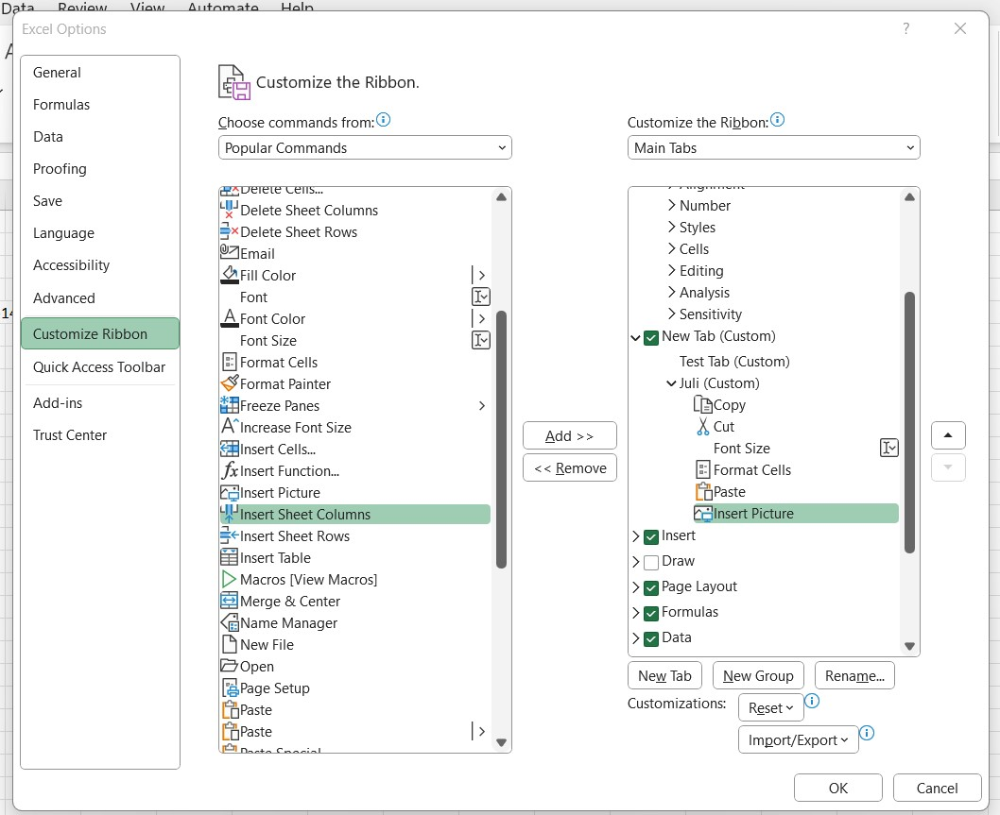 Data Review View Automate Help
Excel Options
?
General
Formulas
Data
Proofing
Save
Language
Accessibility
Advanced
Customize Ribbon
Quick Access Toolbar
Add-ins
Trust Center
Customize the Ribbon.
Choose commands from:
Popular Commands
Delete Cells...
Delete Sheet Columns
Delete Sheet Rows
Email
Fill Color
Font
Font Color
Font Size
Format Cells
Format Painter
Freeze Panes
Increase Font Size
Insert Cells...
Insert Function...
Insert Picture
Insert Sheet Columns
Insert Sheet Rows
Insert Table
Macros [View Macros]
Merge & Center
Name Manager
New File
Open
Page Setup
Paste
Paste
Paste Special
Add >>
<< Remove
Customize the Ribbon:
Main Tabs
Alignment
Number
Styles
Cells
Editing
Analysis
Sensitivity
New Tab (Custom)
Test Tab (Custom)
Juli (Custom)
Copy
Cut
Font Size
Format Cells
Paste
Insert Picture
Insert
Draw
Page Layout
Formulas
Data
New Tab
New Group
Rename...
Customizations:
Reset
Import/Export
OK
Cancel